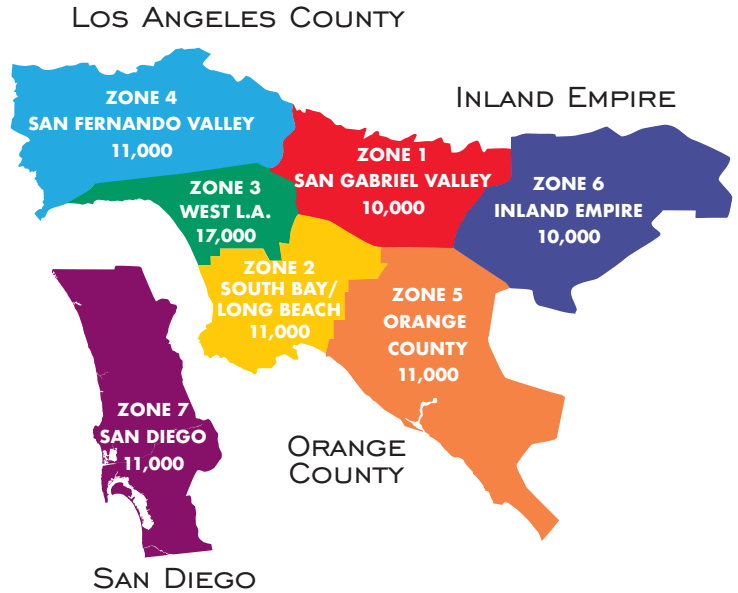 LOS ANGELES COUNTY
INLAND EMPIRE
ZONE 4
SAN FERNANDO VALLEY
11,000
ZONE 1
SAN GABRIEL VALLEY
10,000
ZONE 3
WEST L.A.
17,000
ZONE 6
INLAND EMPIRE
10,000
ZONE 2
SOUTH BAY/
LONG BEACH
11,000
ZONE 5
ORANGE
COUNTY
11,000
ZONE 7
SAN DIEGO
11,000
ORANGE
COUNTY
SAN DIEGO